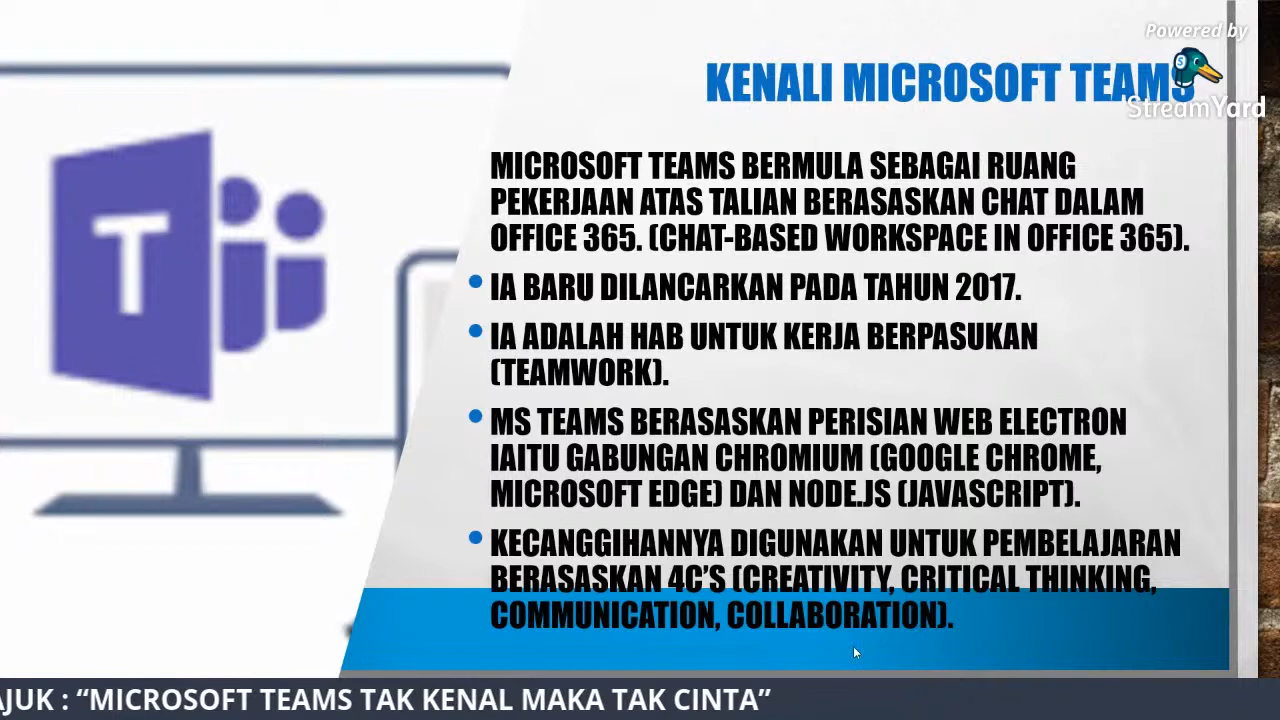 Powered by
StreamYard
KENALI MICROSOFT TEAMS
T
MICROSOFT TEAMS BERMULA SEBAGAI RUANG
PEKERJAAN ATAS TALIAN BERASASKAN CHAT DALAM
OFFICE 365. (CHAT-BASED WORKSPACE IN OFFICE 365).
• IA BARU DILANCARKAN PADA TAHUN 2017.
• IA ADALAH HAB UNTUK KERJA BERPASUKAN
(TEAMWORK).
• MS TEAMS BERASASKAN PERISIAN WEB ELECTRON
IAITU GABUNGAN CHROMIUM (GOOGLE CHROME,
MICROSOFT EDGE) DAN NODE.JS (JAVASCRIPT).
• KECANGGIHANNYA DIGUNAKAN UNTUK PEMBELAJARAN
BERASASKAN 4C’S (CREATIVITY, CRITICAL THINKING,
COMMUNICATION, COLLABORATION).
AJUK : “MICROSOFT TEAMS TAK KENAL MAKA TAK CINTA”